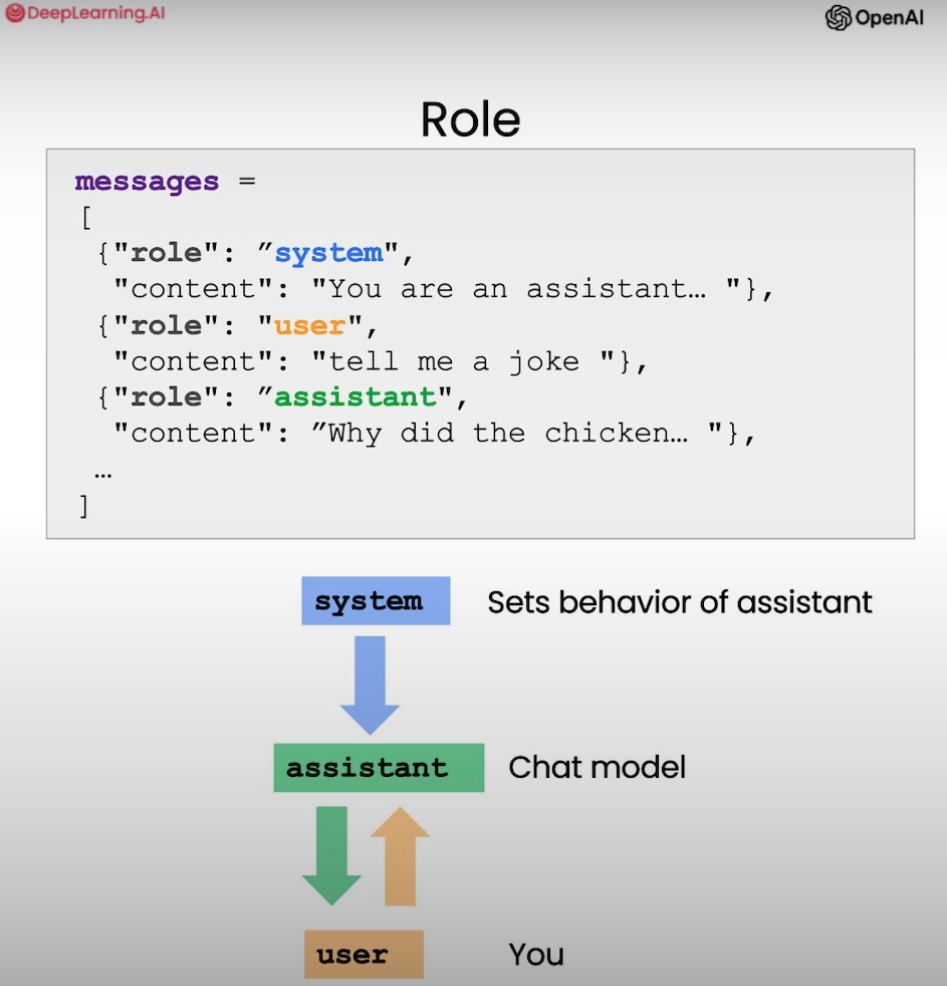 DeepLearning.AI
OpenAI
Role
messages =
[
{"role": ”system",
"content": "You are an assistant… "},
{"role": "user",
"content": "tell me a joke "},
{"role": ”assistant",
"content": ”Why did the chicken… "},
…
]
system Sets behavior of assistant
assistant Chat model
user You